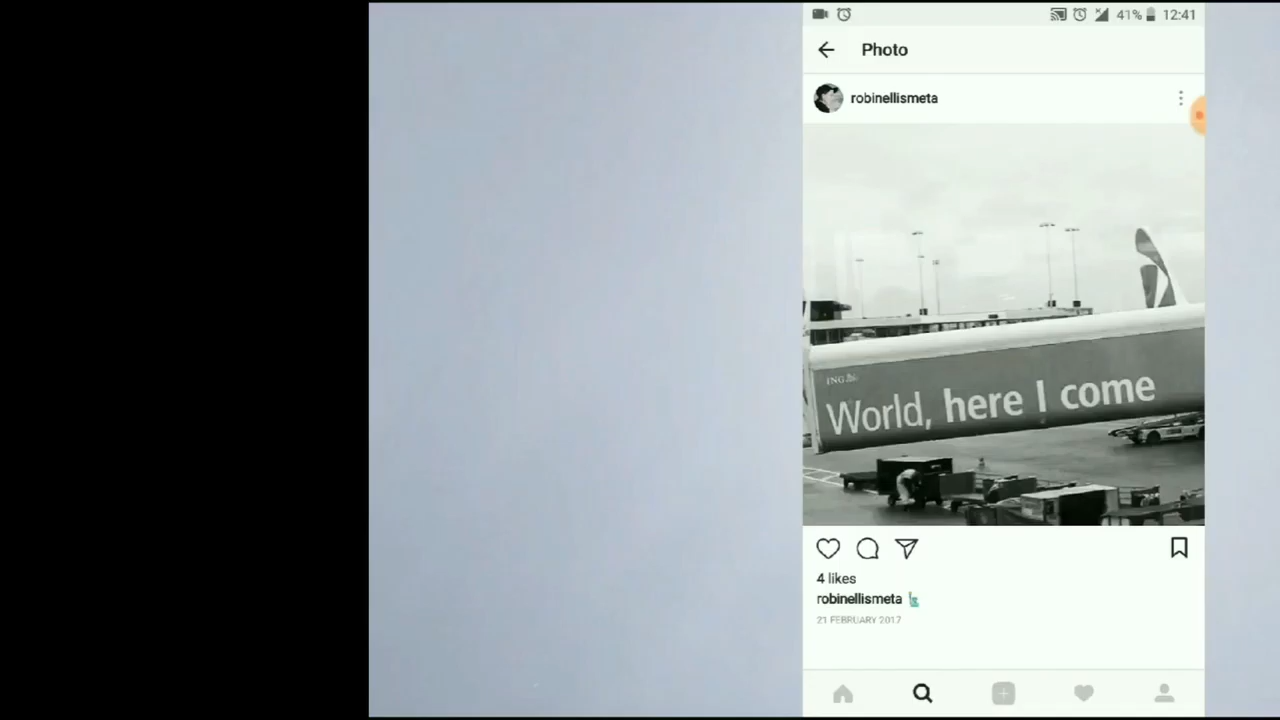 41% 12:41
Photo
robinellismeta
ING
World, here I come
4 likes
robinellismeta
21 FEBRUARY 2017